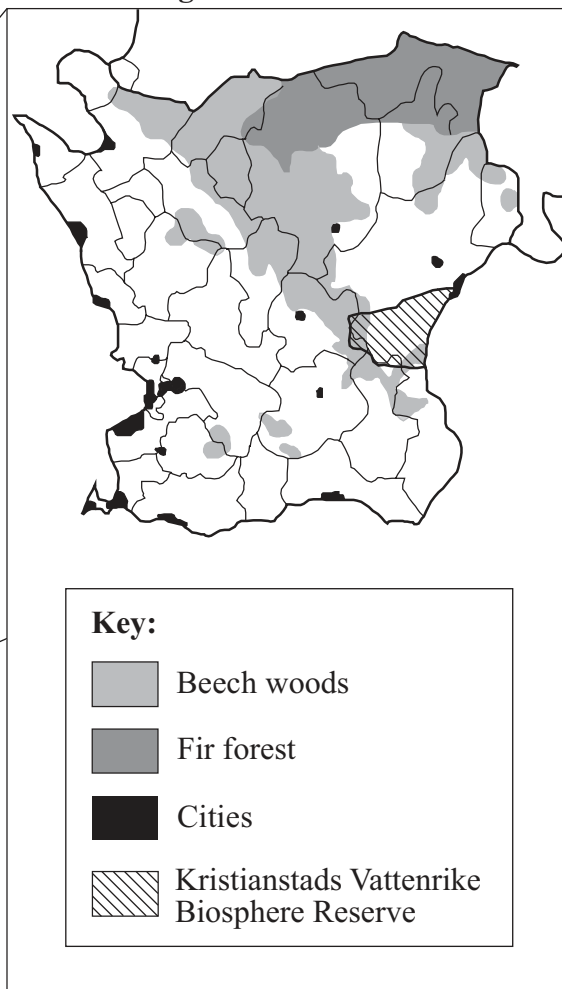 Key:
Beech woods
Fir forest
Cities
Kristianstads Vattenrike
Biosphere Reserve